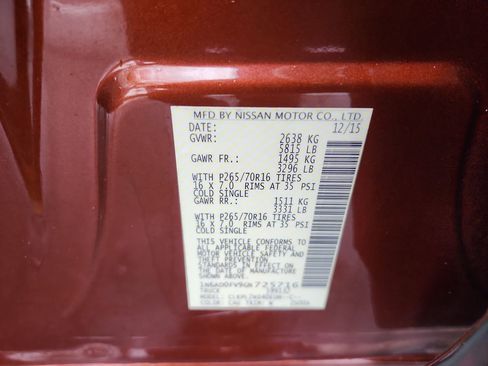 MFD BY NISSAN MOTOR CO., LTD.
DATE: 12/15
GVWR: 2638 KG
5815 LB
GAWR FR.: 1495 KG
3296 LB
WITH P265/70R16 TIRES
16 X 7.0 RIMS AT 35 PSI
COLD SINGLE
GAWR RR.: 1511 KG
3331 LB
WITH P265/70R16 TIRES
16 X 7.0 RIMS AT 35 PSI
COLD SINGLE
THIS VEHICLE CONFORMS TO
ALL APPLICABLE FEDERAL
MOTOR VEHICLE SAFETY
AND THEFT PREVENTION
STANDARDS IN EFFECT ON
THE DATE OF MANUFACTURE
SHOWN ABOVE.
1N6AD0FV9GN725716
TRUCK
MODEL:
COLOR: TRIM: